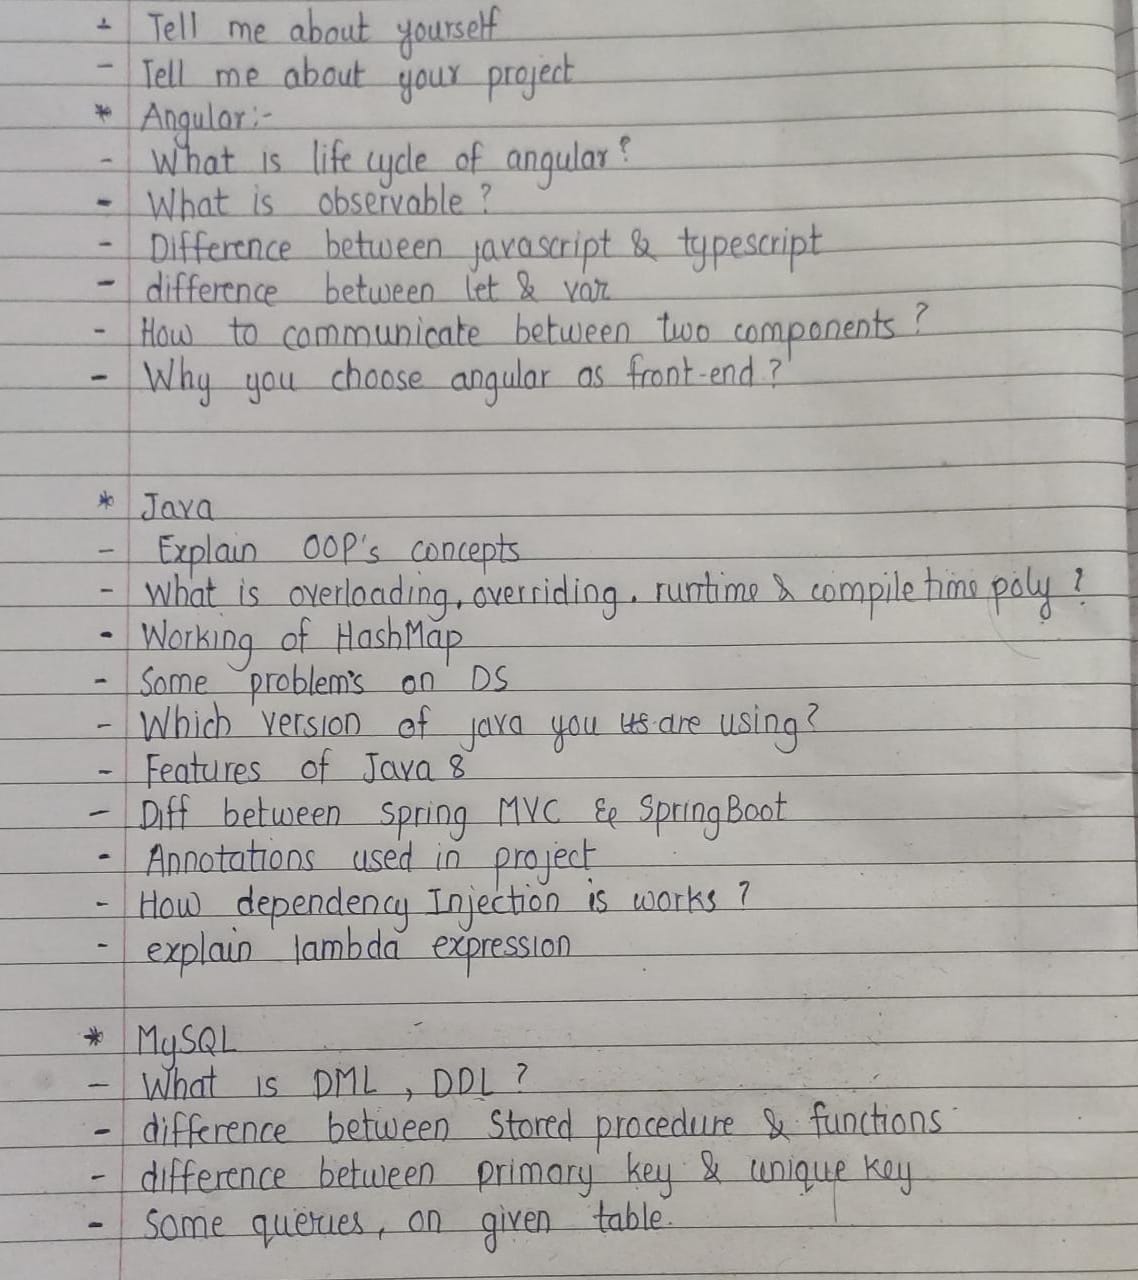 + Tell me about yourself
- Tell me about your project
* Angular:-
- What is life cycle of angular?
- What is observable?
- Difference between javascript & typescript
- difference between let & var
- How to communicate between two components?
- Why you choose angular as front-end?
* Java
- Explain OOP's concepts
- What is overloading, overriding, runtime & compile time poly?
- Working of HashMap
- Some problem's on DS
- Which version of java you are using?
- Features of Java 8
- Diff between Spring MVC & SpringBoot
- Annotations used in project
- How dependency Injection is works?
- explain lambda expression
* MySQL
- What is DML, DDL?
- difference between Stored procedure & functions
- difference between primary key & unique key
- Some queries, on given table.